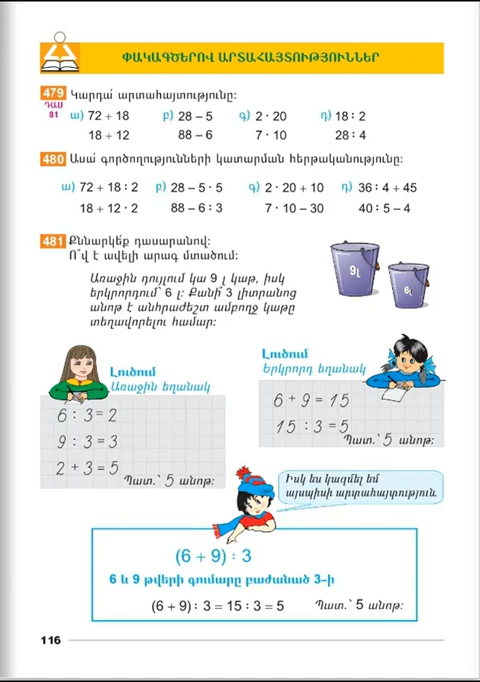 ՓԱԿԱԳԾԵՐՈՎ ԱՐՏԱՀԱՅՏՈՒԹՅՈՒՆՆԵՐ
479 Կարդա՛ արտահայտությունը։
ԴԱՍ 81
ա) 72 + 18 բ) 28 – 5 գ) 2 · 20 դ) 18 : 2
18 + 12 88 – 6 7 · 10 28 : 4
480 Ասա՛ գործողությունների կատարման հերթականությունը։
ա) 72 + 18 : 2 բ) 28 – 5 · 5 գ) 2 · 20 + 10 դ) 36 : 4 + 45
18 + 12 · 2 88 – 6 : 3 7 · 10 – 30 40 : 5 – 4
481 Քննարկե՛ք դասարանով։
Ո՞վ է ավելի արագ մտածում։
Առաջին դույլում կա 9 լ կաթ, իսկ
երկրորդում՝ 6 լ։ Քանի՞ 3 լիտրանոց
անոթ է անհրաժեշտ ամբողջ կաթը
տեղավորելու համար։
9լ
6լ
Լուծում
Առաջին եղանակ
6 : 3 = 2
9 : 3 = 3
2 + 3 = 5
Պատ.՝ 5 անոթ։
Լուծում
Երկրորդ եղանակ
6 + 9 = 15
15 : 3 = 5
Պատ.՝ 5 անոթ։
Իսկ ես կազմել եմ
այսպիսի արտահայտություն.
(6 + 9) : 3
6 և 9 թվերի գումարը բաժանած 3-ի
(6 + 9) : 3 = 15 : 3 = 5 Պատ.՝ 5 անոթ։
116